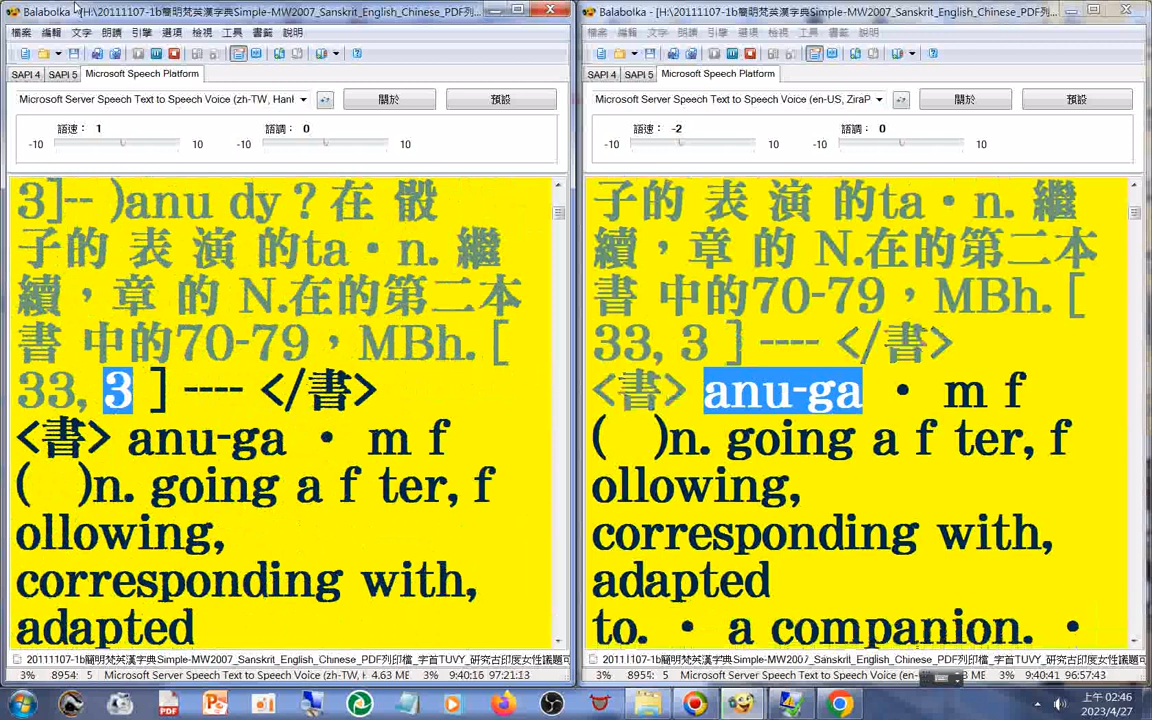 Balabolka - [H:\20111107-1b簡明梵英漢字典Simple-MW2007_Sanskrit_English_Chinese_PDF列...
檔案 編輯 文字 朗讀 引擎 選項 檢視 工具 書籤 說明
SAPI 4 SAPI 5 Microsoft Speech Platform
Microsoft Server Speech Text to Speech Voice (zh-TW, Hanl
關於 預設
語速： 1 語調： 0
-10 10 -10 10
3]-- )anu dy？在 骰
子的 表 演 的ta‧n. 繼
續，章 的 N.在的第二本
書 中的70-79，MBh. [
33, 3 ] ---- </書>
<書> anu-ga ‧ m f
( )n. going a f ter, f
ollowing,
corresponding with,
adapted
20111107-1b簡明梵英漢字典Simple-MW2007_Sanskrit_English_Chinese_PDF列印檔_字首TUVY_研究古印度女性議題可
8954: 5 Microsoft Server Speech Text to Speech Voice (zh-TW, H 4.63 MB 3% 9:40:16 97:21:13
Balabolka - [H:\20111107-1b簡明梵英漢字典Simple-MW2007_Sanskrit_English_Chinese_PDF列...
檔案 編輯 文字 朗讀 引擎 選項 檢視 工具 書籤 說明
SAPI 4 SAPI 5 Microsoft Speech Platform
Microsoft Server Speech Text to Speech Voice (en-US, ZiraP
關於 預設
語速： -2 語調： 0
-10 10 -10 10
子的 表 演 的ta‧n. 繼
續，章 的 N.在的第二本
書 中的70-79，MBh. [
33, 3 ] ---- </書>
<書> anu-ga ‧ m f
( )n. going a f ter, f
ollowing,
corresponding with,
adapted
to. ‧ a companion. ‧
20111107-1b簡明梵英漢字典Simple-MW2007_Sanskrit_English_Chinese_PDF列印檔_字首TUVY_研究古印度女性議題可
8955: 5 Microsoft Server Speech Text to Speech Voice (en-US, 4.63 MB 3% 9:40:41 96:57:43
PDF
上午 02:46
2023/4/27